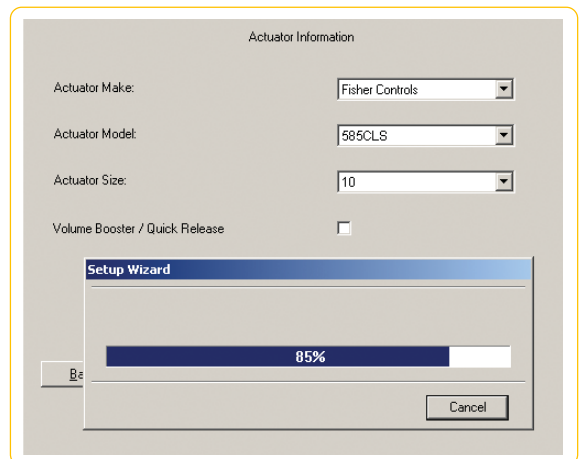 Actuator Information
Actuator Make: Fisher Controls
Actuator Model: 585CLS
Actuator Size: 10
Volume Booster / Quick Release
Setup Wizard
85%
Ba
Cancel